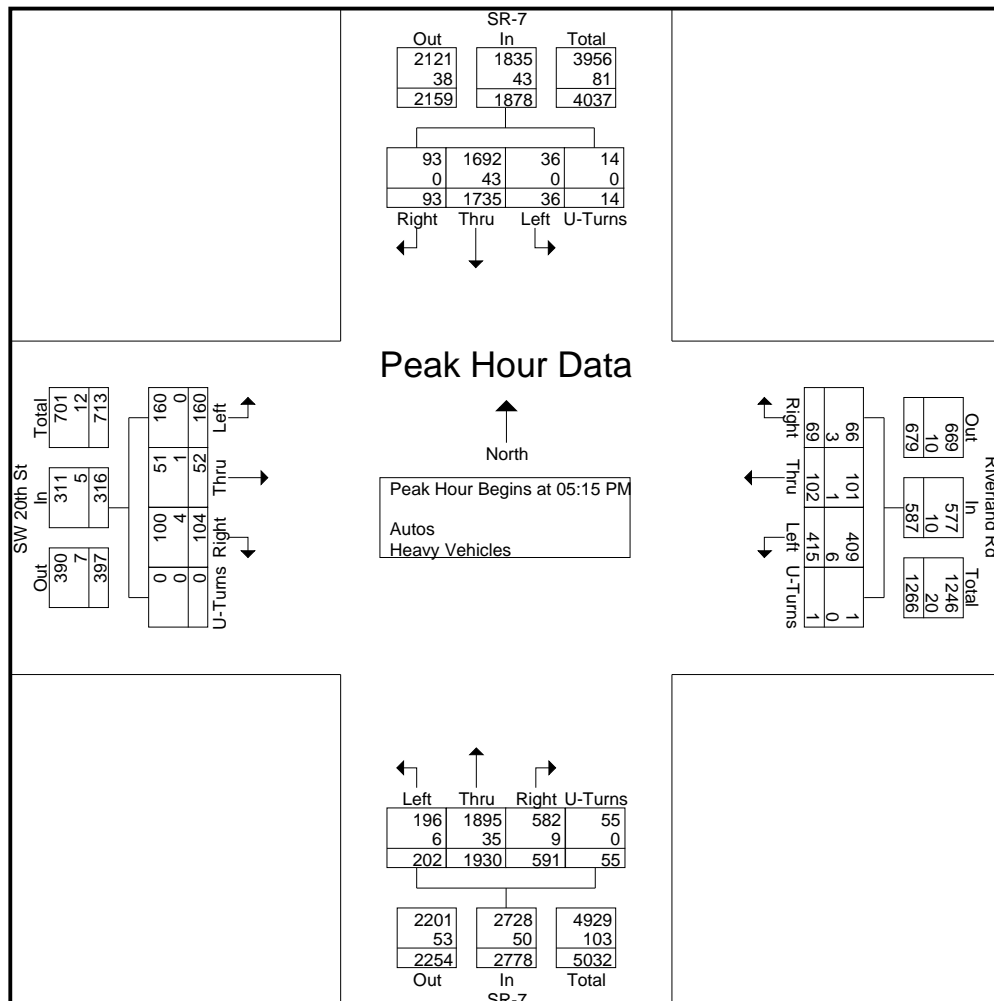 SR-7
Out In Total
2121 1835 3956
38 43 81
2159 1878 4037
93 1692 36 14
0 43 0 0
93 1735 36 14
Right Thru Left U-Turns
Peak Hour Data
North
Peak Hour Begins at 05:15 PM
Autos
Heavy Vehicles
SW 20th St
Out In Total
390 311 701
7 5 12
397 316 713
0 100 51 160
0 4 1 0
0 104 52 160
U-Turns Right Thru Left
Riverland Rd
Out In Total
669 577 1246
10 10 20
679 587 1266
66 101 409 1
3 1 6 0
69 102 415 1
Right Thru Left U-Turns
Left Thru Right U-Turns
196 1895 582 55
6 35 9 0
202 1930 591 55
2201 2728 4929
53 50 103
2254 2778 5032
Out In Total
SR-7